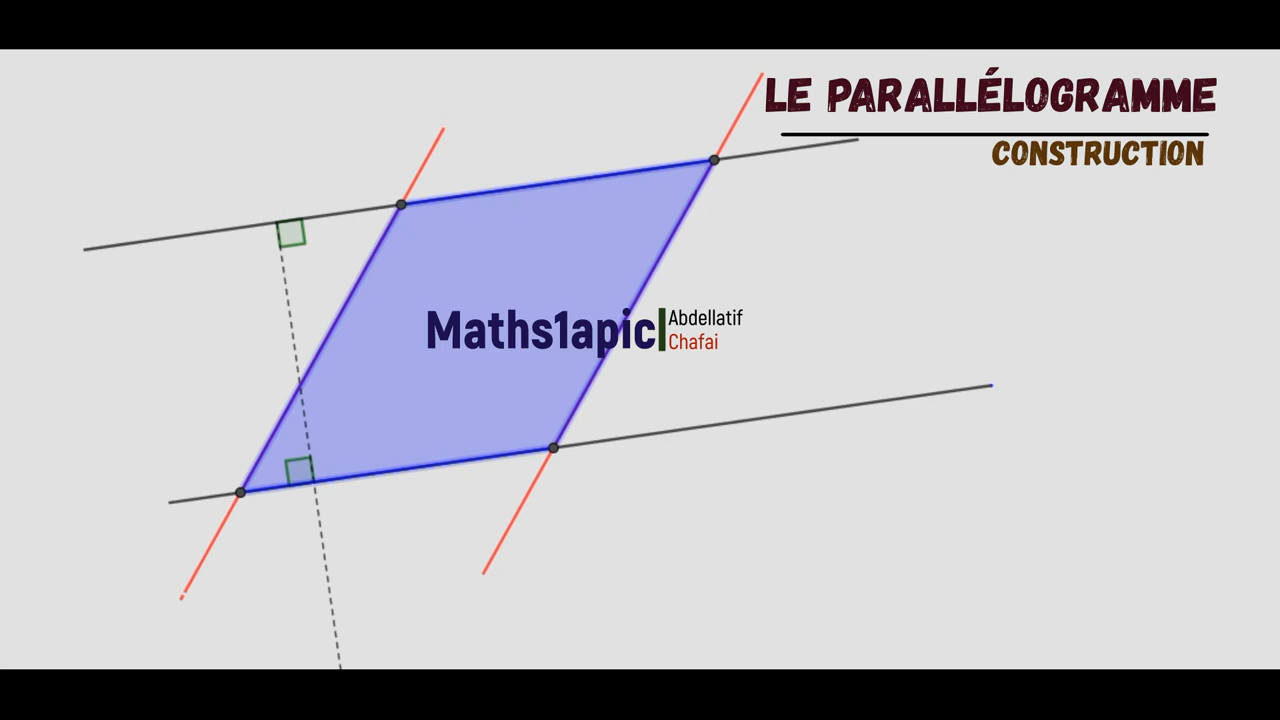 LE PARALLÉLOGRAMME
CONSTRUCTION
Maths1apic
Abdellatif
Chafai